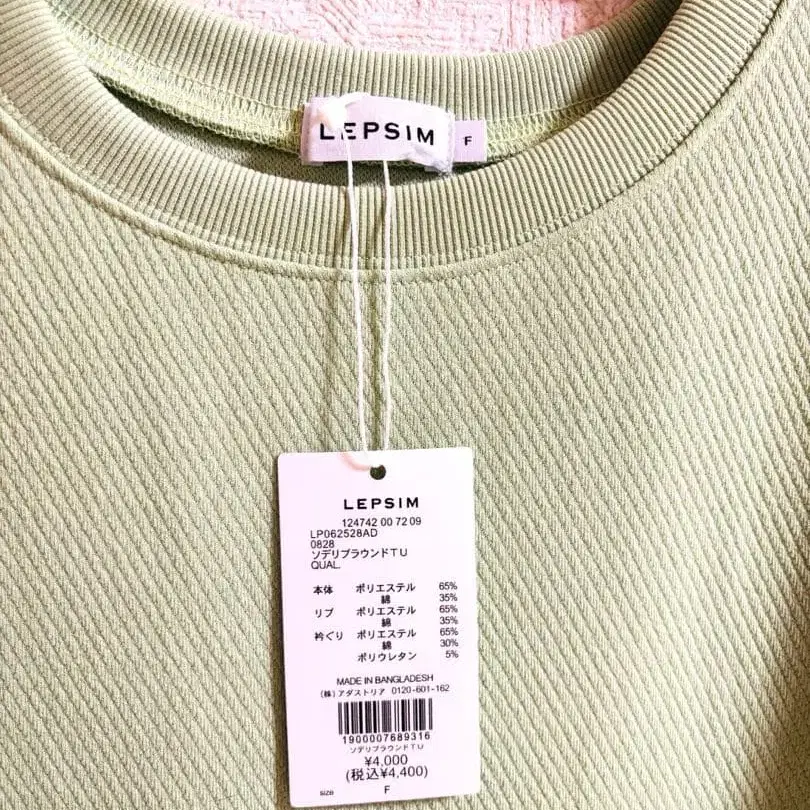 LEPSIM
F
LEPSIM
124742 00 72 09
LP062528AD
0828
ソデリブラウンドTU
QUAL.
本体 ポリエステル 65%
綿 35%
リブ ポリエステル 65%
綿 35%
衿ぐり ポリエステル 65%
綿 30%
ポリウレタン 5%
MADE IN BANGLADESH
(株)アダストリア 0120-601-162
1900007689316
ソデリブラウンドTU
¥4,000
(税込¥4,400)
SIZE F